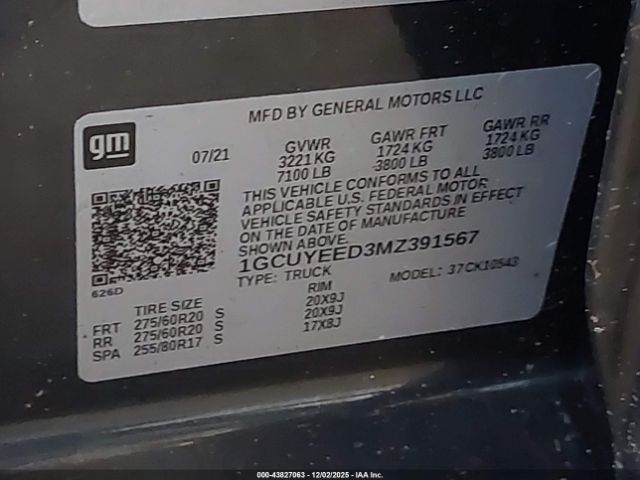 MFD BY GENERAL MOTORS LLC
gm
07/21
GVWR
3221 KG
7100 LB
GAWR FRT
1724 KG
3800 LB
GAWR RR
1724 KG
3800 LB
THIS VEHICLE CONFORMS TO ALL
APPLICABLE U.S. FEDERAL MOTOR
VEHICLE SAFETY STANDARDS IN EFFECT
ON THE DATE OF MANUFACTURE
SHOWN ABOVE.
1GCUYEED3MZ391567
TYPE: TRUCK
MODEL: 37CK10543
626D
TIRE SIZE
RIM
FRT 275/60R20 S 20X9J
RR 275/60R20 S 20X9J
SPA 255/80R17 S 17X8J
000-43827063 - 12/02/2025 - IAA Inc.